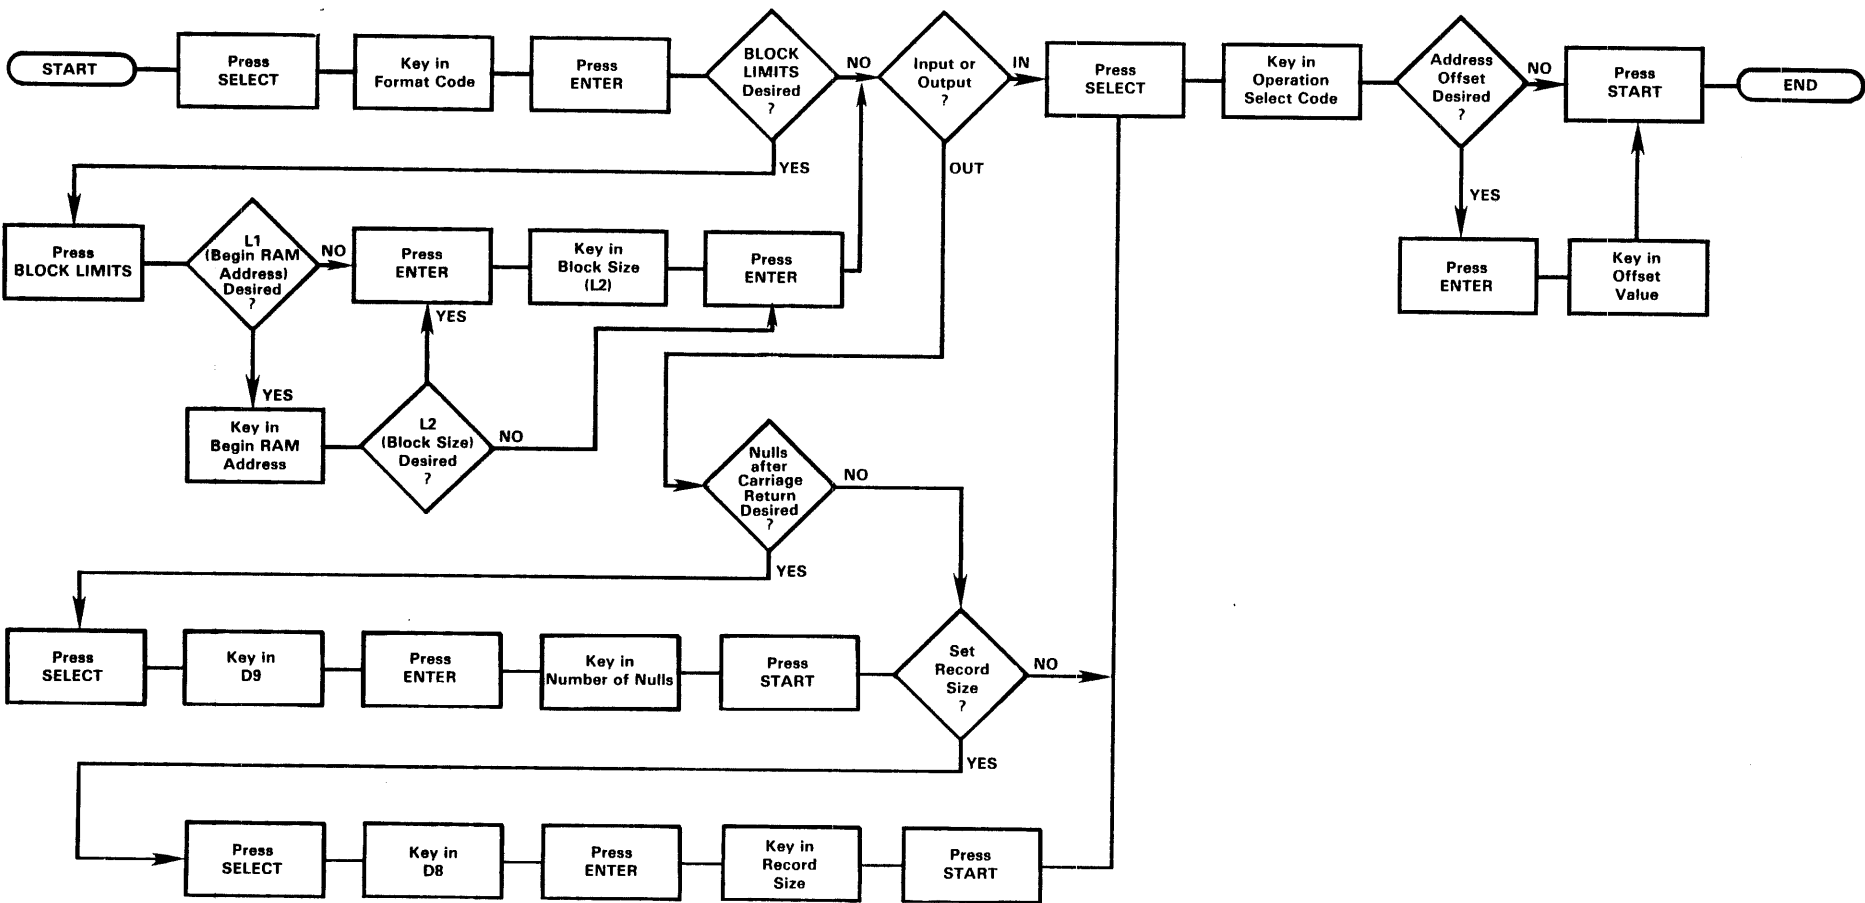 START
Press
SELECT
Key in
Format Code
Press
ENTER
BLOCK
LIMITS
Desired
?
NO
YES
Input or
Output
?
IN
OUT
Press
SELECT
Key in
Operation
Select Code
Address
Offset
Desired
?
NO
YES
Press
START
END
Press
ENTER
Key in
Offset
Value
Press
BLOCK LIMITS
L1
(Begin RAM
Address)
Desired
?
NO
YES
Press
ENTER
Key in
Block Size
(L2)
Press
ENTER
YES
Key in
Begin RAM
Address
L2
(Block Size)
Desired
?
NO
Nulls
after
Carriage
Return
Desired
?
NO
YES
Press
SELECT
Key in
D9
Press
ENTER
Key in
Number of Nulls
Press
START
Set
Record
Size
?
NO
YES
Press
SELECT
Key in
D8
Press
ENTER
Key in
Record
Size
Press
START